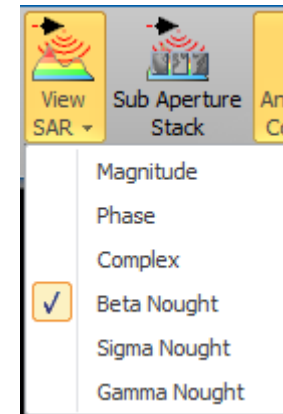 View
SAR
Sub Aperture
Stack
Magnitude
Phase
Complex
Beta Nought
Sigma Nought
Gamma Nought